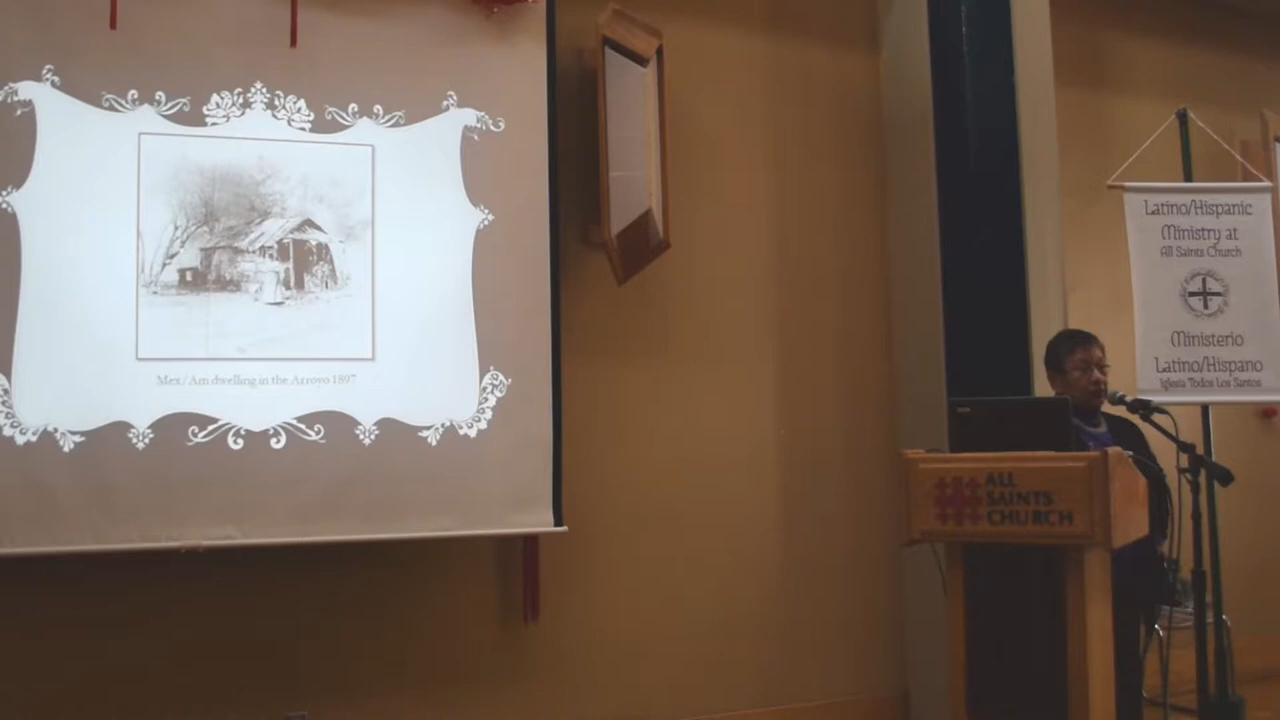 Mex/Am dwelling in the Arroyo 1897
Latino/Hispanic
Ministry at
All Saints Church
Ministerio
Latino/Hispano
Iglesia Todos Los Santos
ALL
SAINTS
CHURCH